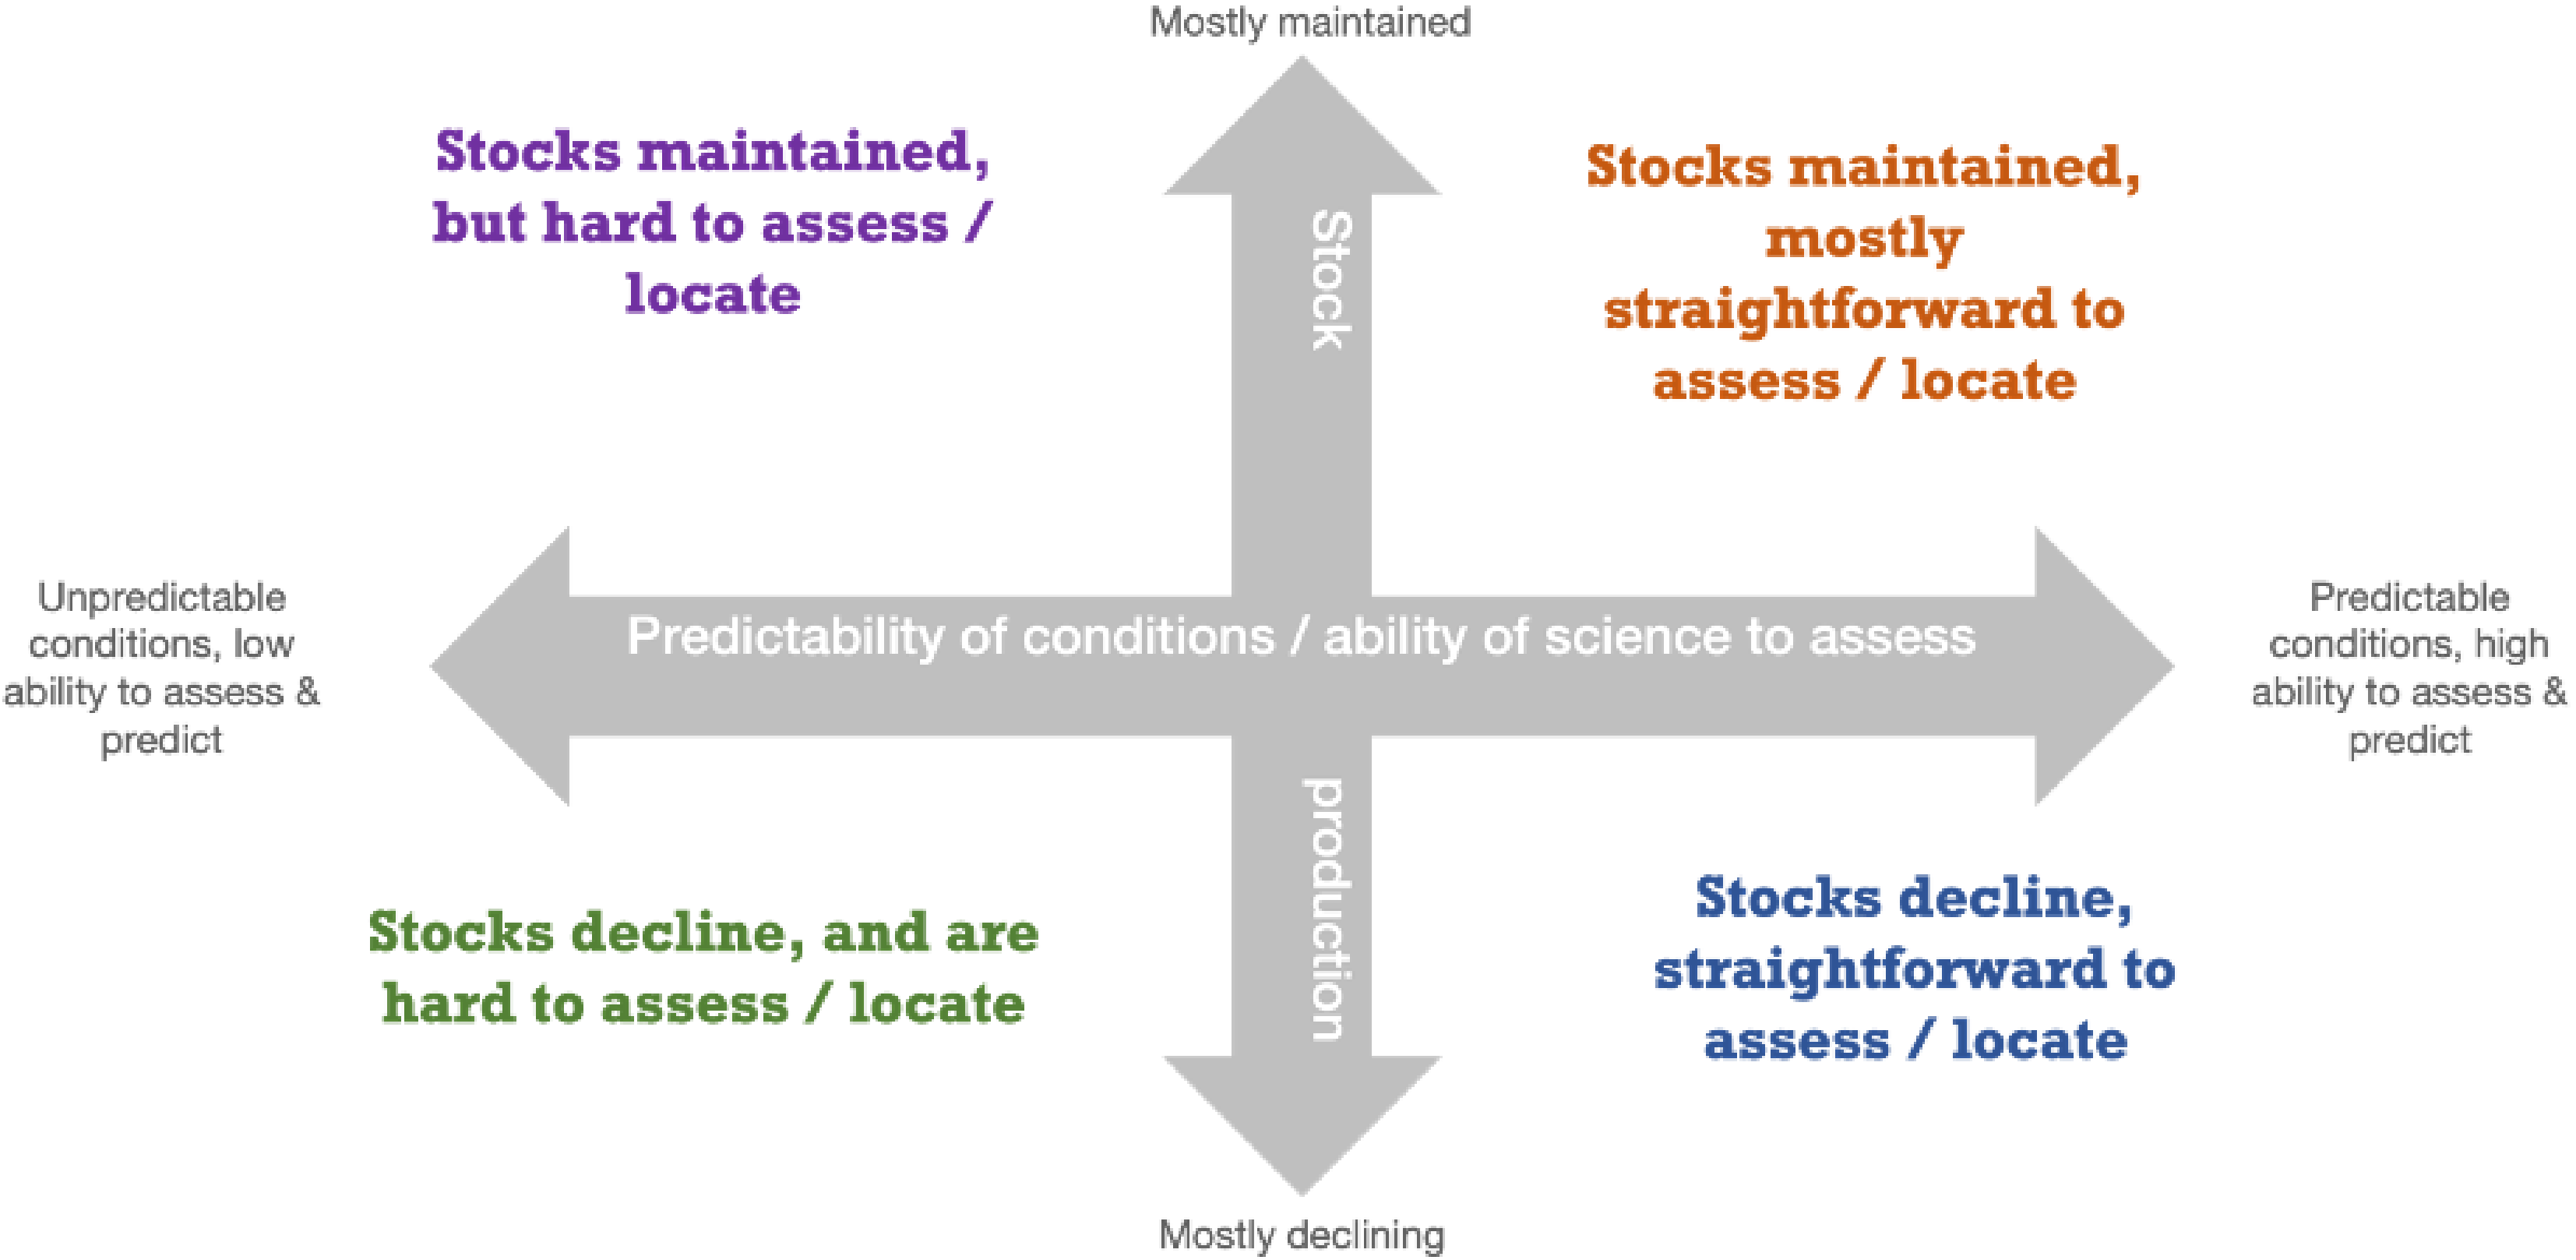 Mostly maintained
Stocks maintained,
but hard to assess /
locate
Stocks maintained,
mostly
straightforward to
assess / locate
Stock
Unpredictable
conditions, low
ability to assess &
predict
Predictability of conditions / ability of science to assess
Predictable
conditions, high
ability to assess &
predict
production
Stocks decline, and are
hard to assess / locate
Stocks decline,
straightforward to
assess / locate
Mostly declining